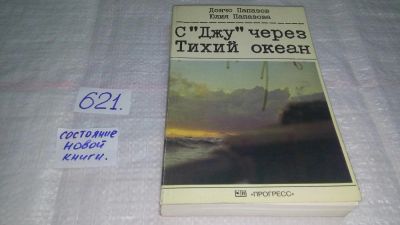 Дончо Папазов
Юлия Папазова
С "Джу" через
Тихий океан
621.
состояние
новой
книги.
«ПРОГРЕСС»